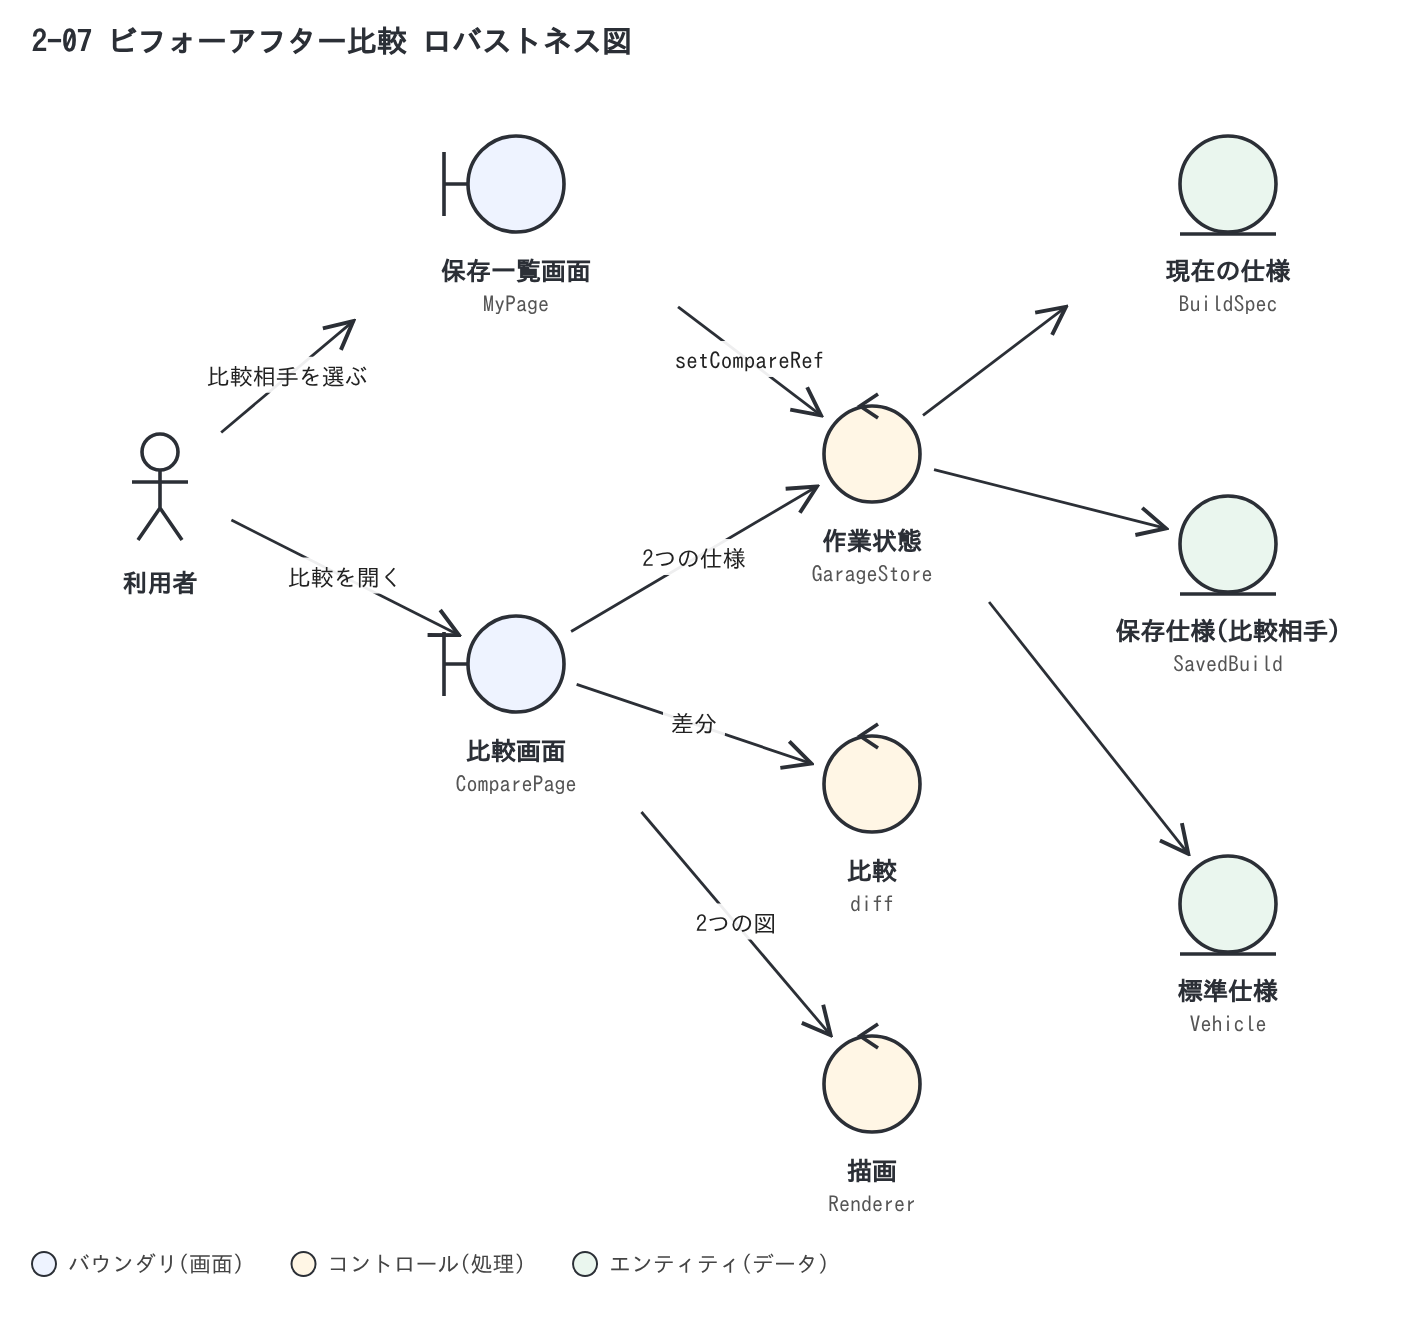 2-07 ビフォーアフター比較 ロバストネス図
保存一覧画面
MyPage
現在の仕様
BuildSpec
setCompareRef
比較相手を選ぶ
作業状態
GarageStore
2つの仕様
比較を開く
利用者
保存仕様(比較相手)
SavedBuild
差分
比較画面
ComparePage
比較
diff
2つの図
標準仕様
Vehicle
描画
Renderer
バウンダリ(画面)
コントロール(処理)
エンティティ(データ)